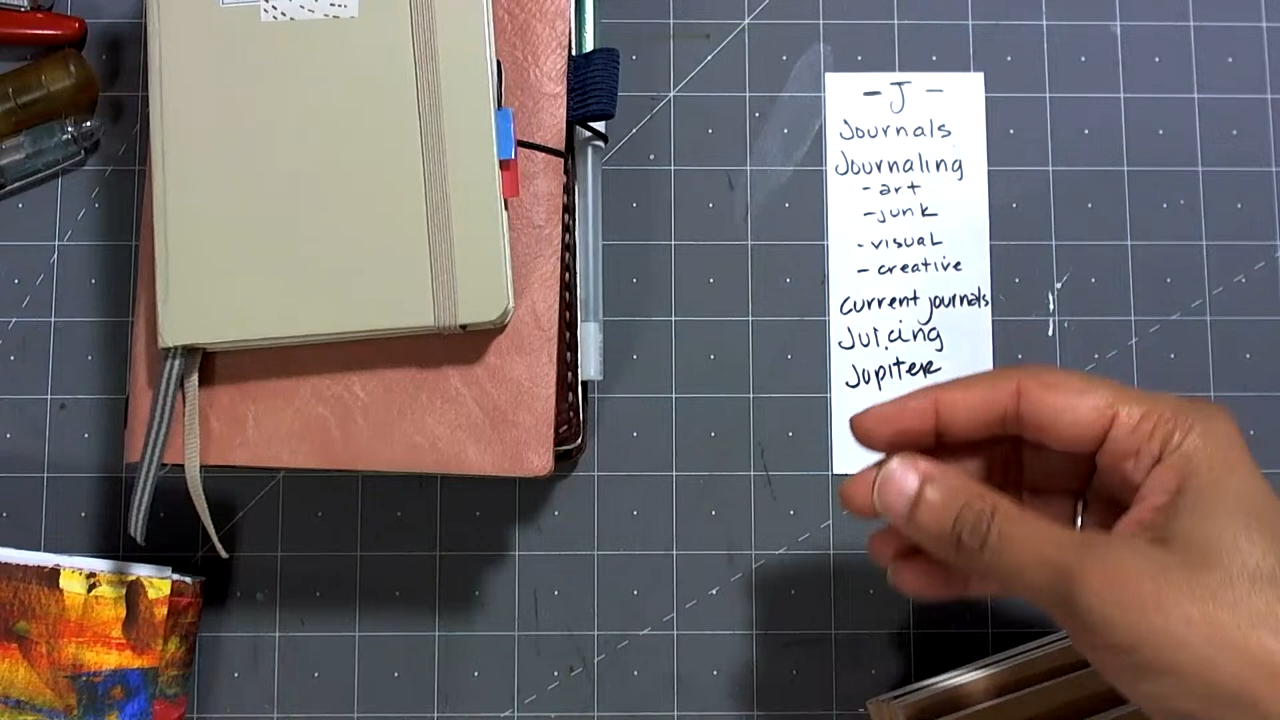 - J -
Journals
Journaling
- art
- junk
- visual
- creative
current journals
Juicing
Jupiter